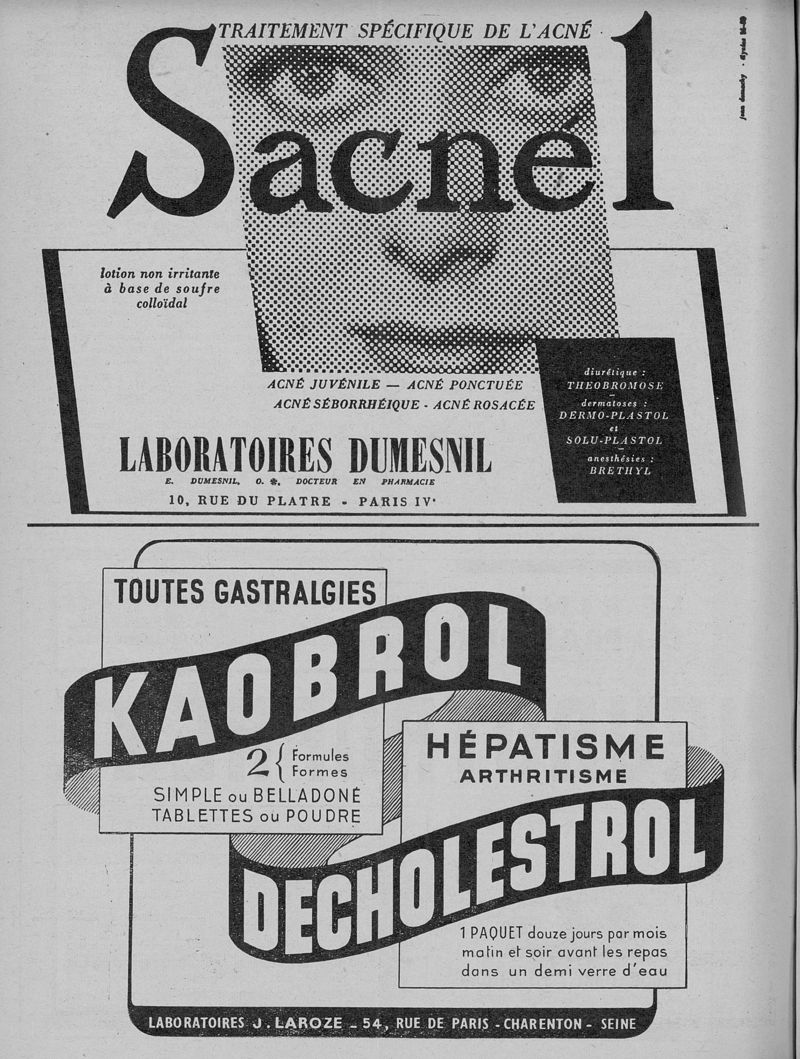 TRAITEMENT SPÉCIFIQUE DE L'ACNÉ
Sacnél
lotion non irritante
à base de soufre
colloïdal
ACNÉ JUVÉNILE — ACNÉ PONCTUÉE
ACNÉ SÉBORRHÉIQUE - ACNÉ ROSACÉE
LABORATOIRES DUMESNIL
E. DUMESNIL, O. ✻, DOCTEUR EN PHARMACIE
10, RUE DU PLATRE - PARIS IVᵉ
diurétique :
THEOBROMOSE
dermatoses :
DERMO-PLASTOL
et
SOLU-PLASTOL
anesthésies :
BRETHYL
TOUTES GASTRALGIES
KAOBROL
2 { Formules
Formes
SIMPLE ou BELLADONÉ
TABLETTES ou POUDRE
HÉPATISME
ARTHRITISME
DECHOLESTROL
1 PAQUET douze jours par mois
matin et soir avant les repas
dans un demi verre d'eau
LABORATOIRES J. LAROZE - 54, RUE DE PARIS - CHARENTON - SEINE